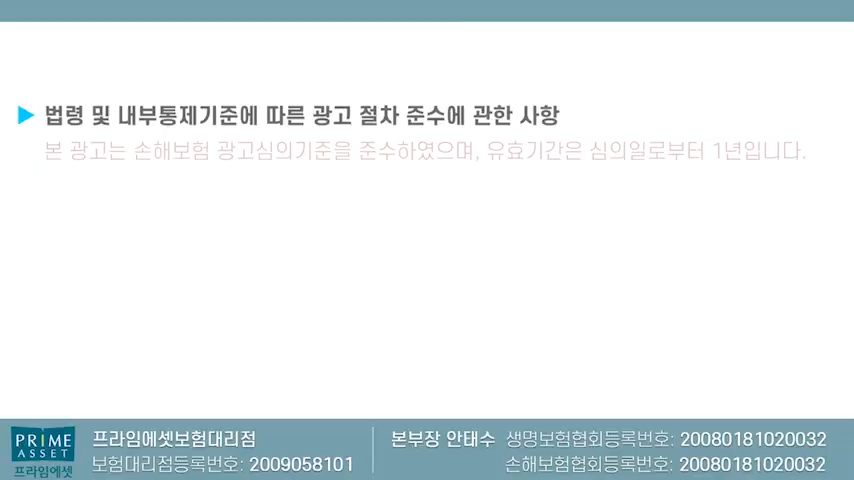 ▶ 법령 및 내부통제기준에 따른 광고 절차 준수에 관한 사항
본 광고는 손해보험 광고심의기준을 준수하였으며, 유효기간은 심의일로부터 1년입니다.
PRIME
ASSET
프라임에셋
프라임에셋보험대리점
보험대리점등록번호: 2009058101
본부장 안태수 생명보험협회등록번호: 20080181020032
손해보험협회등록번호: 20080181020032